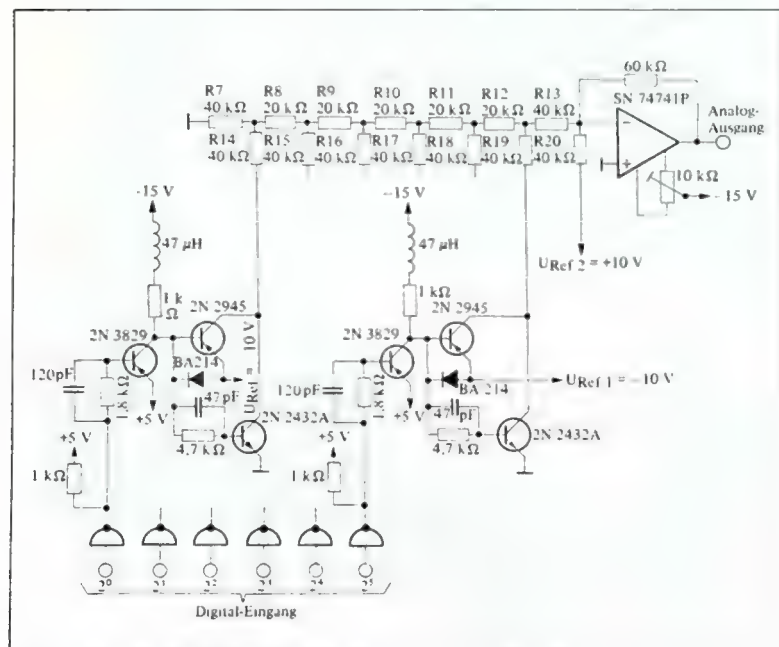 60 kΩ
SN 74741P
R7 R8 R9 R10 R11 R12 R13
40 kΩ 20 kΩ 20 kΩ 20 kΩ 20 kΩ 20 kΩ 40 kΩ
Analog-
Ausgang
R14 R15 R16 R17 R18 R19 R20
40 kΩ 40 kΩ 40 kΩ 40 kΩ 40 kΩ 40 kΩ 40 kΩ
10 kΩ
-15 V
-15 V
-15 V
47 µH
47 µH
URef 2 = +10 V
1 k
Ω
2N 2945
1 kΩ
2N 2945
2N 3829
2N 3829
120pF
1,8 kΩ
BA214
URef = -10 V
120pF
1,8 kΩ
BA 214
URef 1 = -10 V
+5 V
47 pF
+5 V
47 pF
2N 2432A
2N 2432A
+5 V
4,7 kΩ
+5 V
4,7 kΩ
1 kΩ
1 kΩ
Digital-Eingang